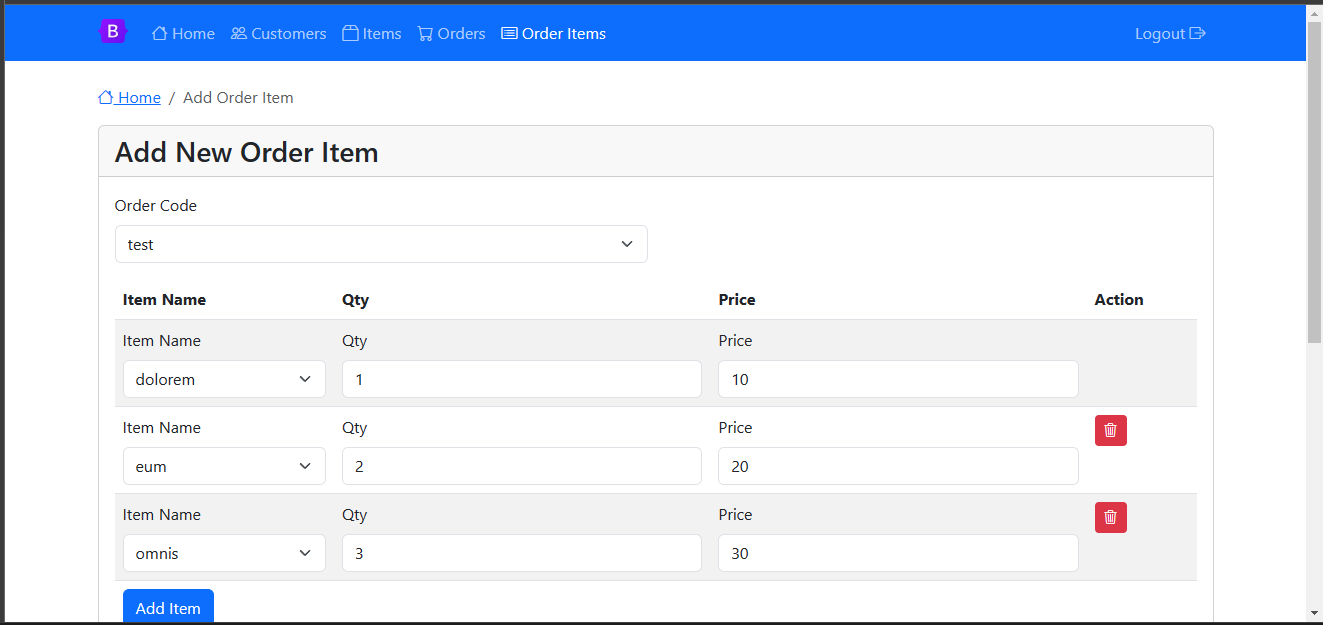 B Home Customers Items Orders Order Items Logout
Home / Add Order Item
Add New Order Item
Order Code
test
Item Name Qty Price Action
Item Name Qty Price
dolorem 1 10
Item Name Qty Price
eum 2 20
Item Name Qty Price
omnis 3 30
Add Item